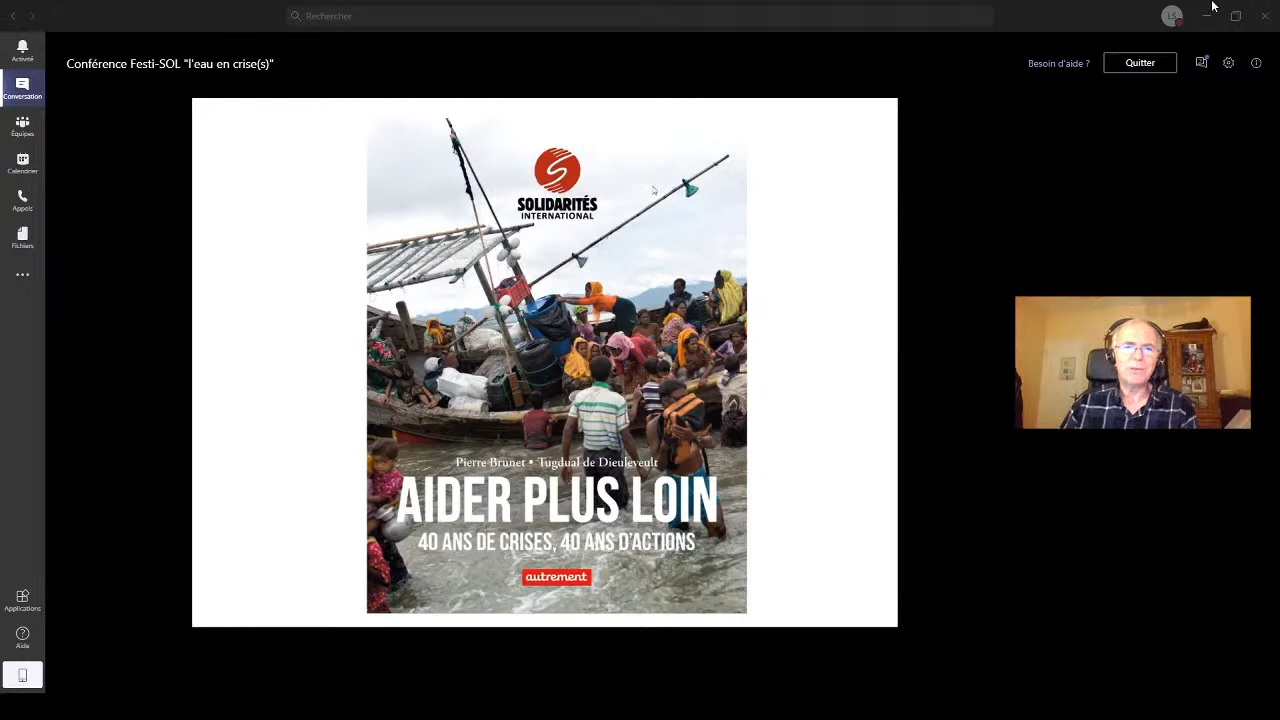 Rechercher
LS
Activité
Conversation
Équipes
Calendrier
Appels
Fichiers
Applications
Aide
Conférence Festi-SOL "l'eau en crise(s)"
Besoin d'aide ?
Quitter
SOLIDARITÉS
INTERNATIONAL
Pierre Brunet • Tugdual de Dieuleveult
AIDER PLUS LOIN
40 ANS DE CRISES, 40 ANS D'ACTIONS
autrement